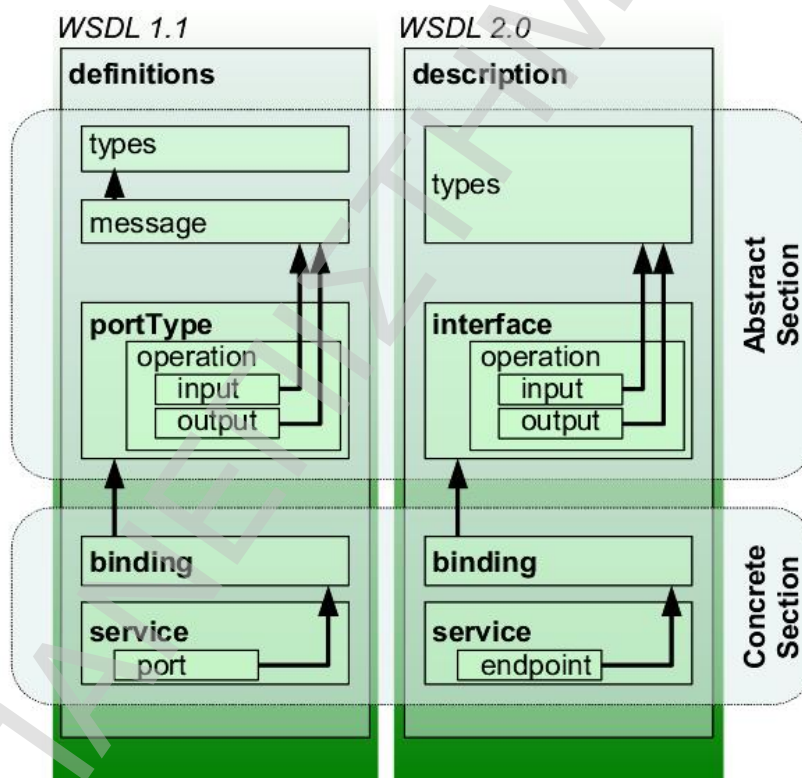 WSDL 1.1
definitions
types
message
portType
operation
input
output
binding
service
port
WSDL 2.0
description
types
interface
operation
input
output
binding
service
endpoint
Abstract
Section
Concrete
Section